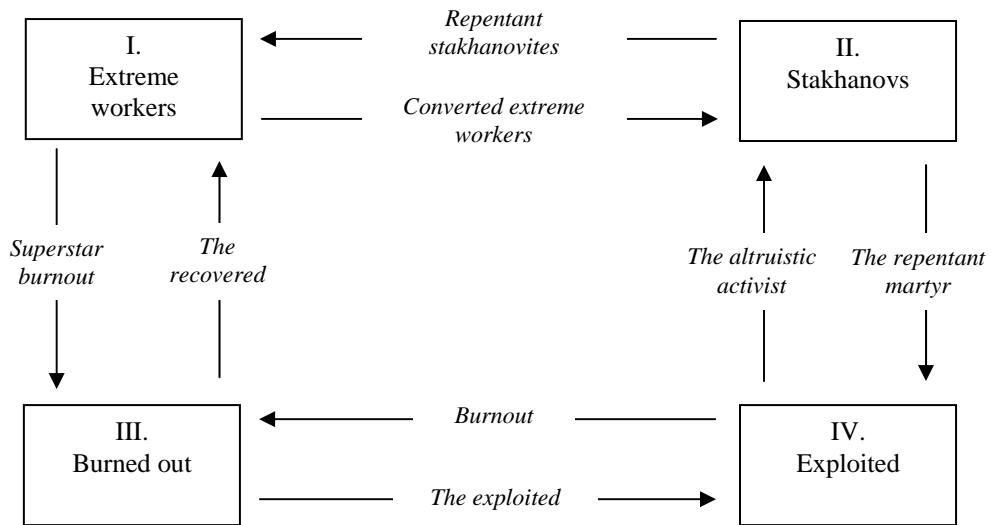 Repentant
stakhanovites
I.
Extreme
workers
II.
Stakhanovs
Converted extreme
workers
Superstar
burnout
The
recovered
The altruistic
activist
The repentant
martyr
III.
Burned out
Burnout
IV.
Exploited
The exploited